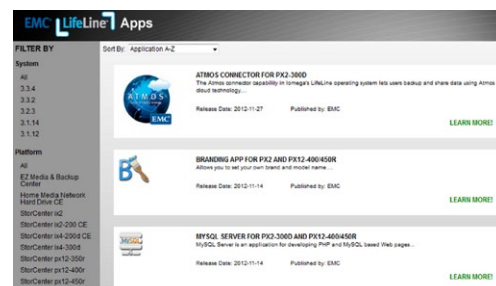 EMC² LifeLine™ Apps
FILTER BY
Sort By: Application A-Z
System
All
3.3.4
3.3.2
3.2.3
3.1.14
3.1.12
Platform
All
EZ Media & Backup
Center
Home Media Network
Hard Drive CE
StorCenter ix2
StorCenter ix2-200 CE
StorCenter ix4-200d CE
StorCenter ix4-300d
StorCenter px12-350r
StorCenter px12-400r
StorCenter px12-450r
ATMOS
EMC
ATMOS CONNECTOR FOR PX2-300D
The Atmos connector capability in Iomega's LifeLine operating system lets users backup and share data using Atmos
cloud technology...
Release Date: 2012-11-27 Published by: EMC
LEARN MORE!
B
BRANDING APP FOR PX2 AND PX12-400/450R
Allows you to set your own brand and model name....
Release Date: 2012-11-14 Published by: EMC
LEARN MORE!
MySQL
MYSQL SERVER FOR PX2-300D AND PX12-400/450R
MySQL Server is an application for developing PHP and MySQL based Web pages...
Release Date: 2012-11-14 Published by: EMC
LEARN MORE!